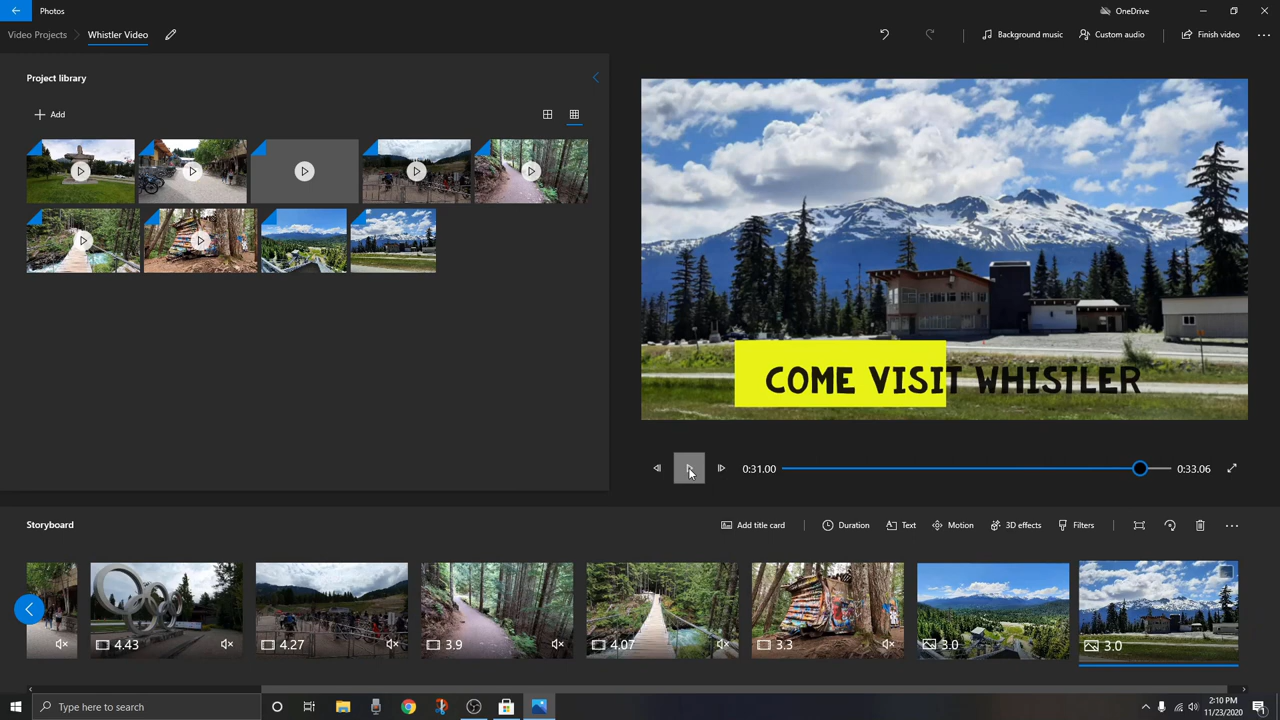 Photos
OneDrive
Video Projects
Whistler Video
Background music
Custom audio
Finish video
Project library
Add
COME VISIT WHISTLER
0:31.00
0:33.06
Storyboard
Add title card
Duration
Text
Motion
3D effects
Filters
4.43
4.27
3.9
4.07
3.3
3.0
3.0
Type here to search
2:10 PM
11/23/2020
1